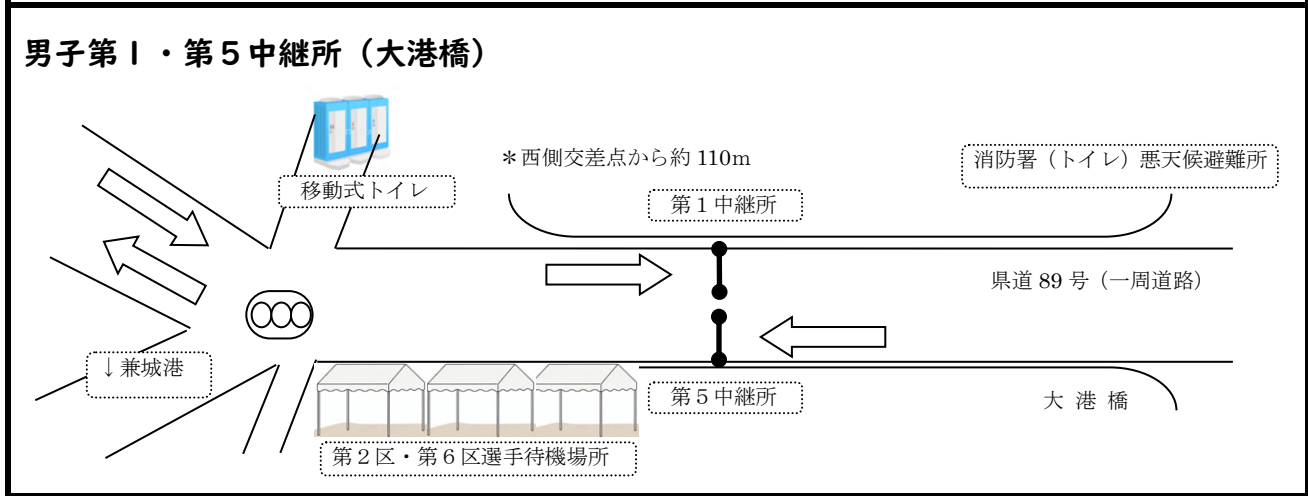 男子第1・第5中継所(大港橋)
移動式トイレ
*西側交差点から約 110m
消防署(トイレ)悪天候避難所
第1中継所
県道 89 号(一周道路)
↓兼城港
第5中継所
大 港 橋
第2区・第6区選手待機場所